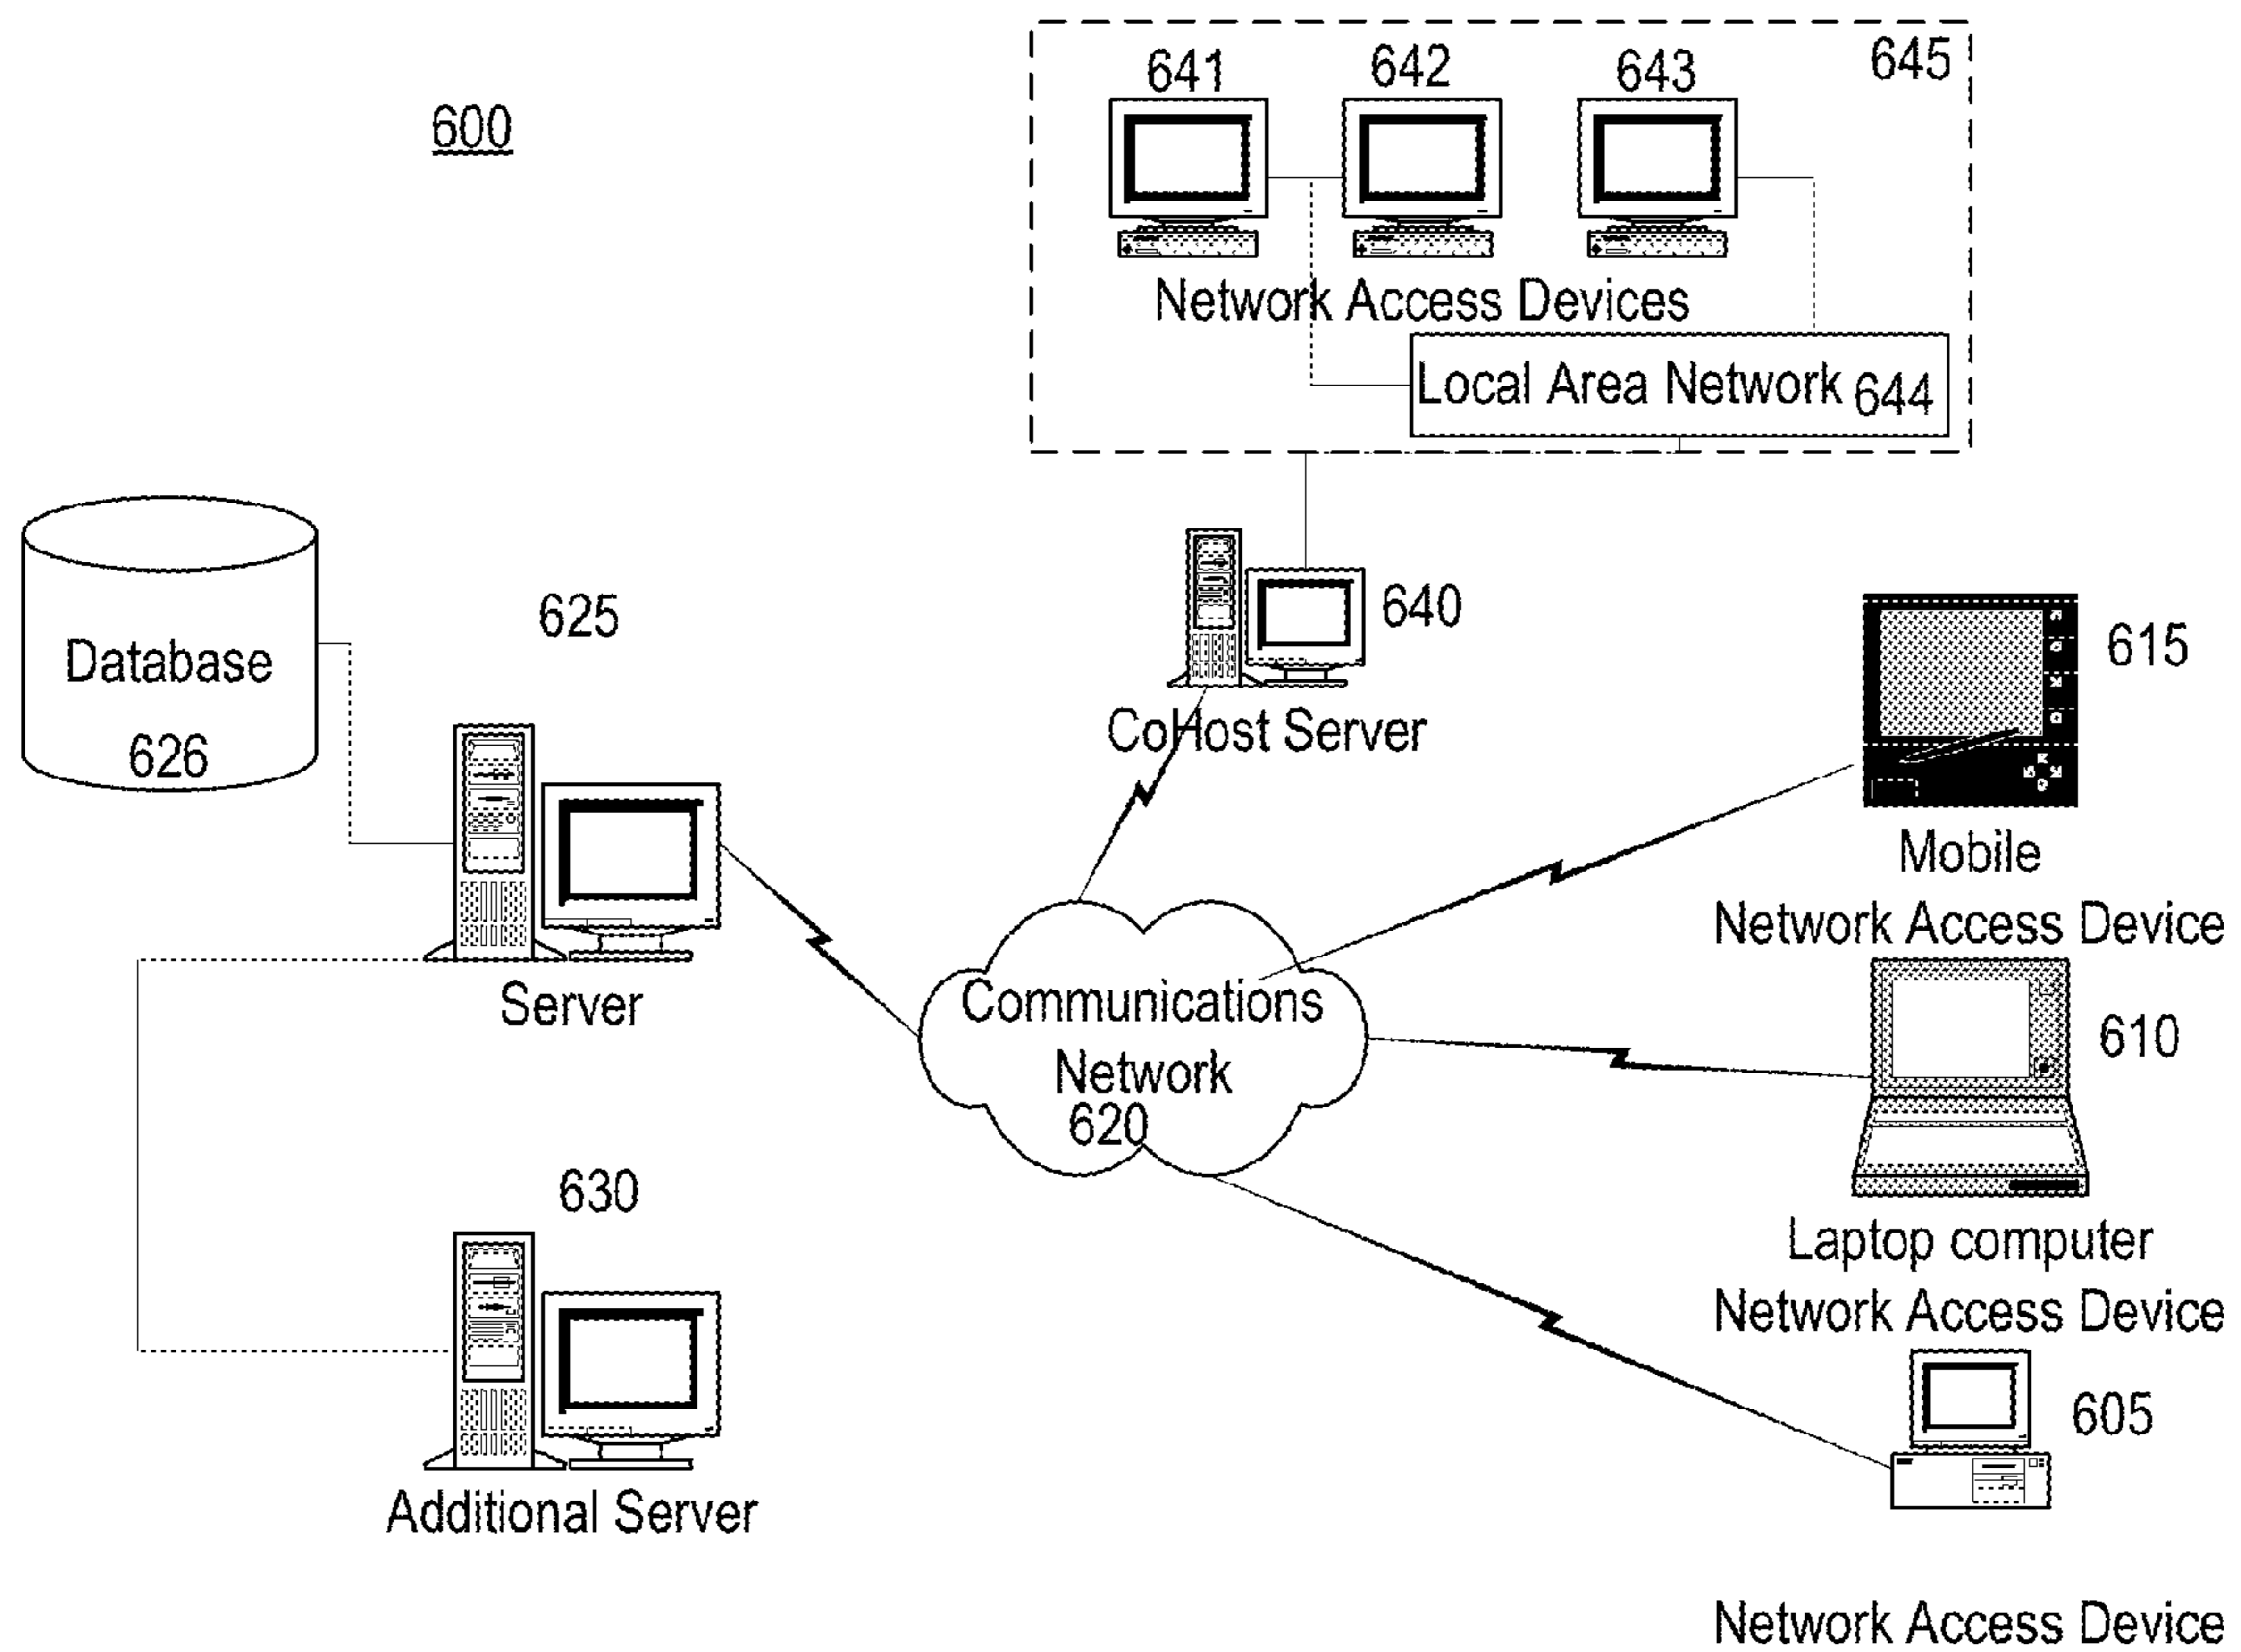 600
641
642
643
645
Network Access Devices
Local Area Network 644
625
640
615
Database
626
CoHost Server
Mobile
Network Access Device
Server
Communications
Network
620
610
630
Laptop computer
Network Access Device
605
Additional Server
Network Access Device